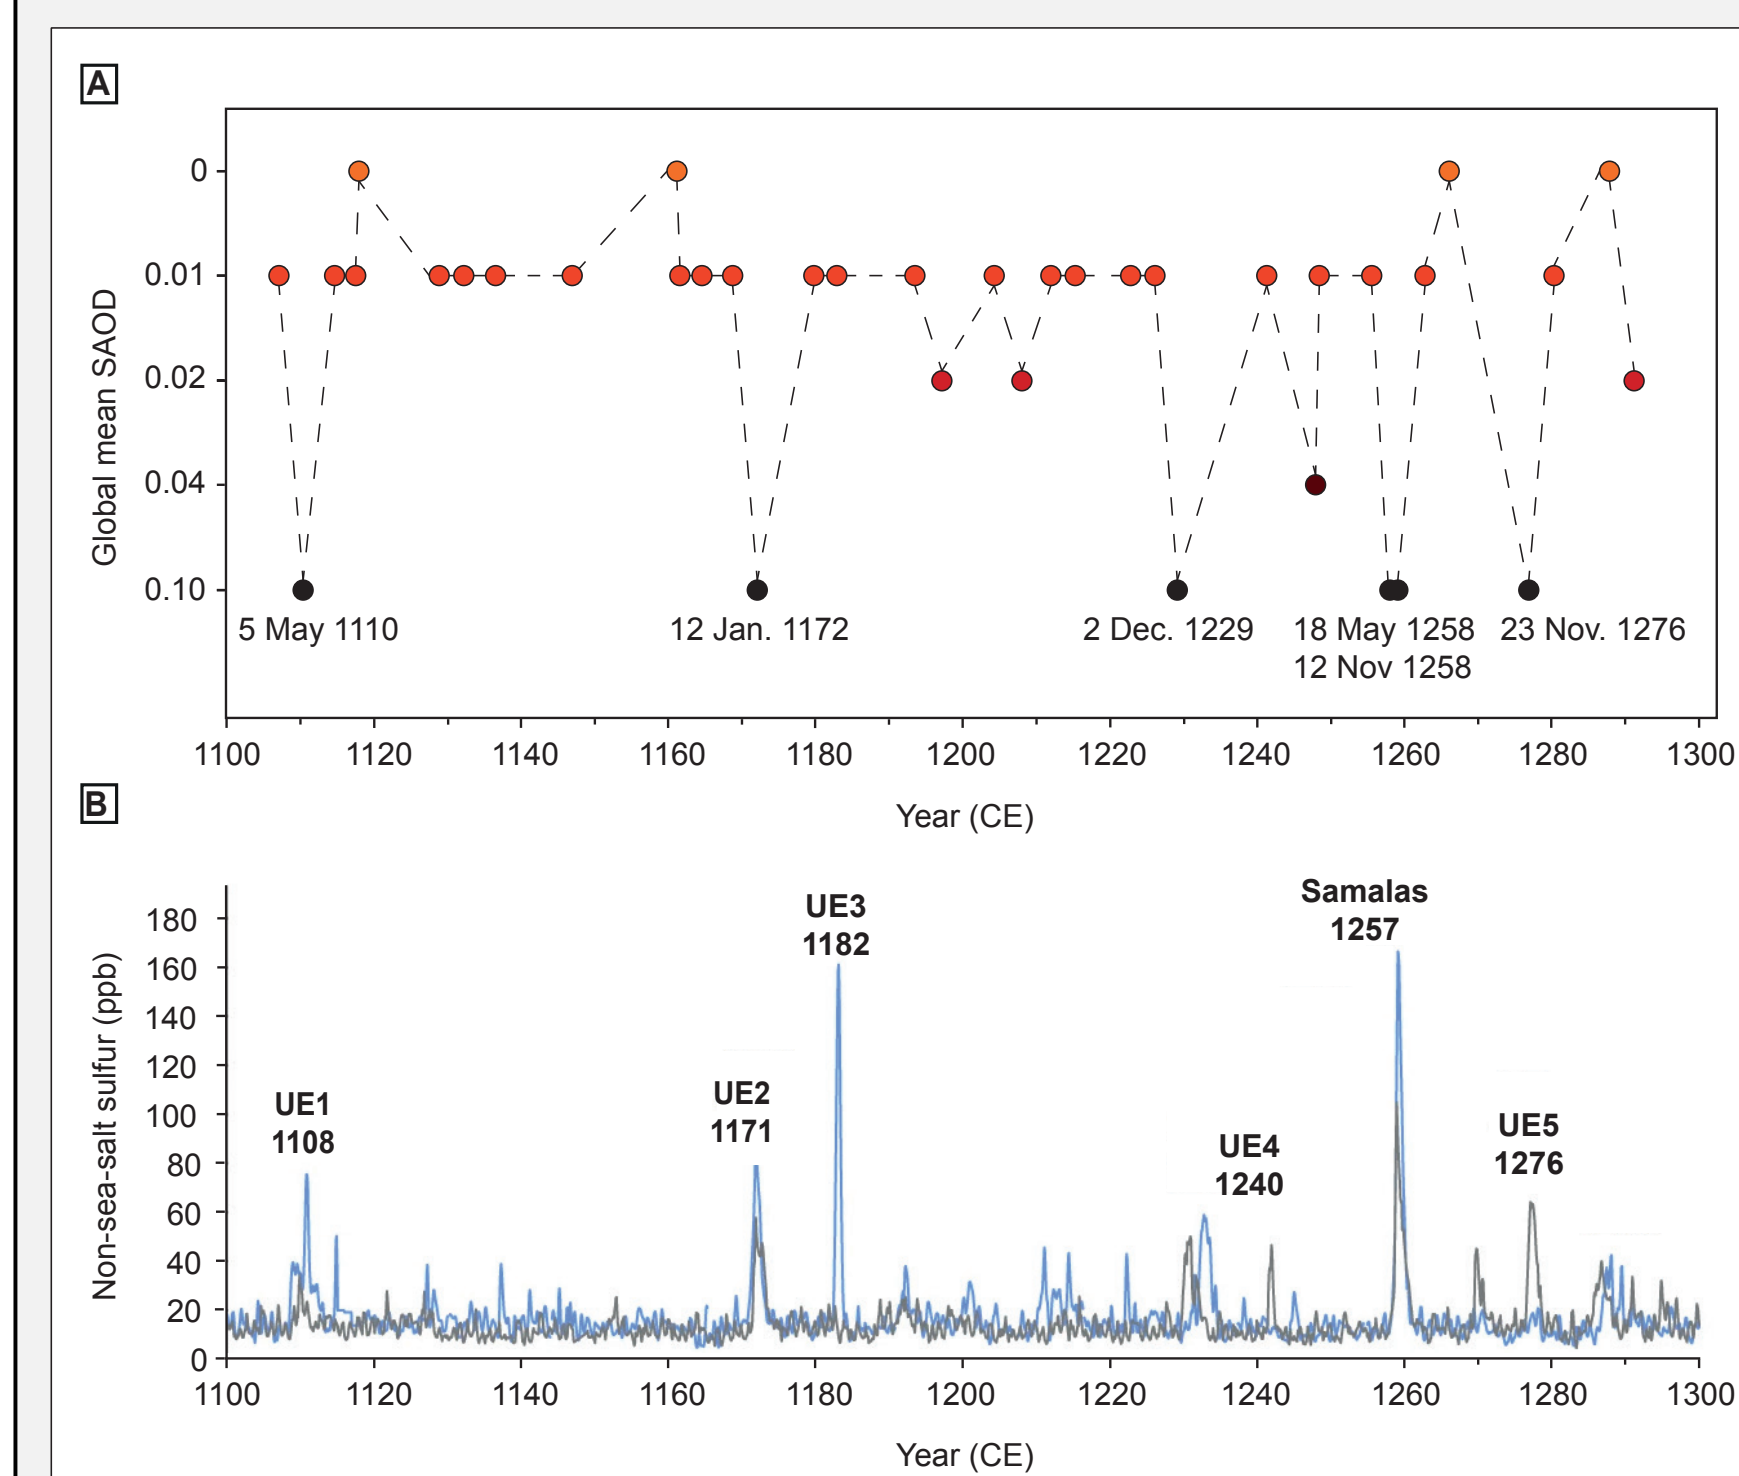 A
0
0.01
0.02
0.04
0.10
Global mean SAOD
5 May 1110
12 Jan. 1172
2 Dec. 1229
18 May 1258
12 Nov 1258
23 Nov. 1276
1100 1120 1140 1160 1180 1200 1220 1240 1260 1280 1300
Year (CE)
B
180
160
140
120
100
80
60
40
20
0
Non-sea-salt sulfur (ppb)
UE1
1108
UE2
1171
UE3
1182
UE4
1240
Samalas
1257
UE5
1276
1100 1120 1140 1160 1180 1200 1220 1240 1260 1280 1300
Year (CE)